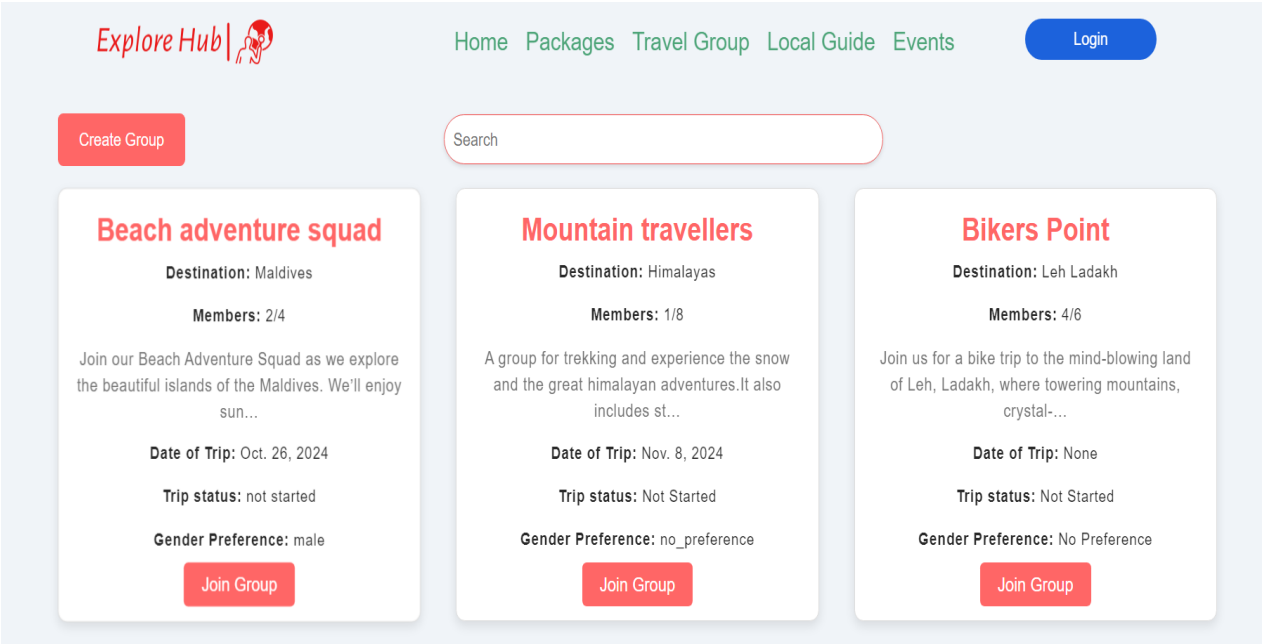 Explore Hub|
Home Packages Travel Group Local Guide Events
Login
Create Group
Search
Beach adventure squad
Destination: Maldives
Members: 2/4
Join our Beach Adventure Squad as we explore
the beautiful islands of the Maldives. We’ll enjoy
sun...
Date of Trip: Oct. 26, 2024
Trip status: not started
Gender Preference: male
Join Group
Mountain travellers
Destination: Himalayas
Members: 1/8
A group for trekking and experience the snow
and the great himalayan adventures.It also
includes st...
Date of Trip: Nov. 8, 2024
Trip status: Not Started
Gender Preference: no_preference
Join Group
Bikers Point
Destination: Leh Ladakh
Members: 4/6
Join us for a bike trip to the mind-blowing land
of Leh, Ladakh, where towering mountains,
crystal-...
Date of Trip: None
Trip status: Not Started
Gender Preference: No Preference
Join Group